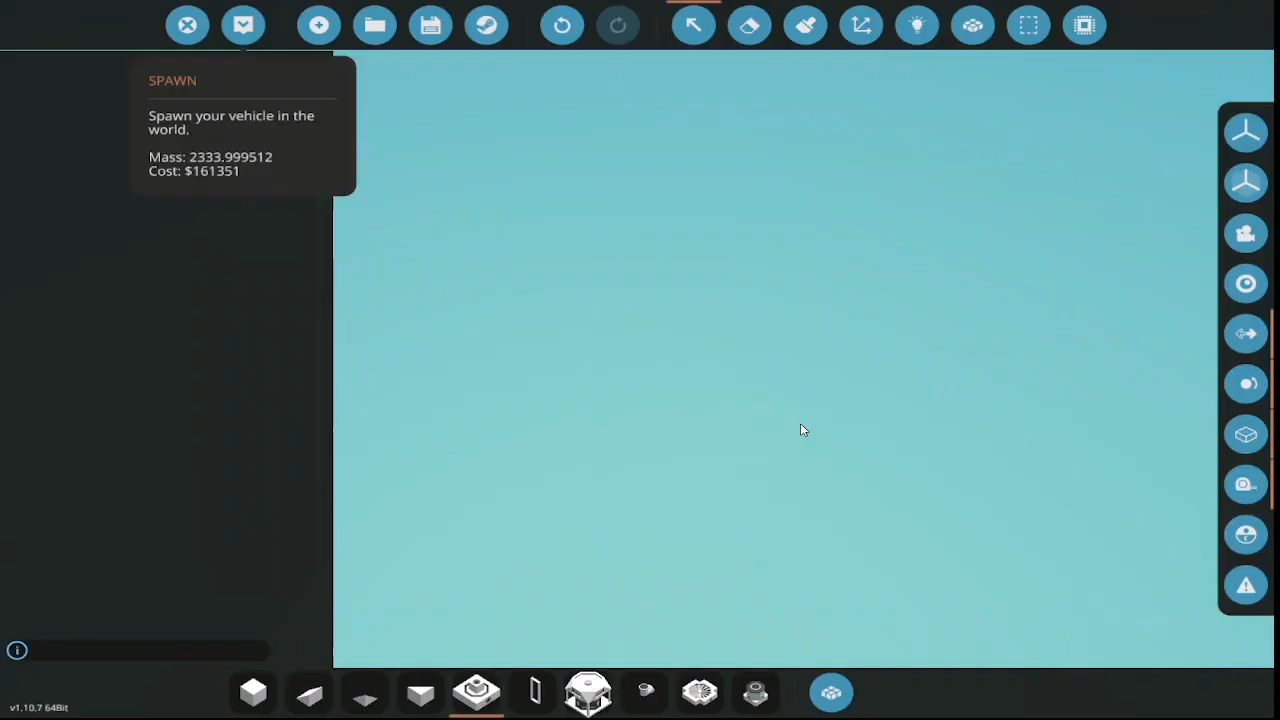 SPAWN
Spawn your vehicle in the
world.
Mass: 2333.999512
Cost: $161351
v1.10.7 64Bit